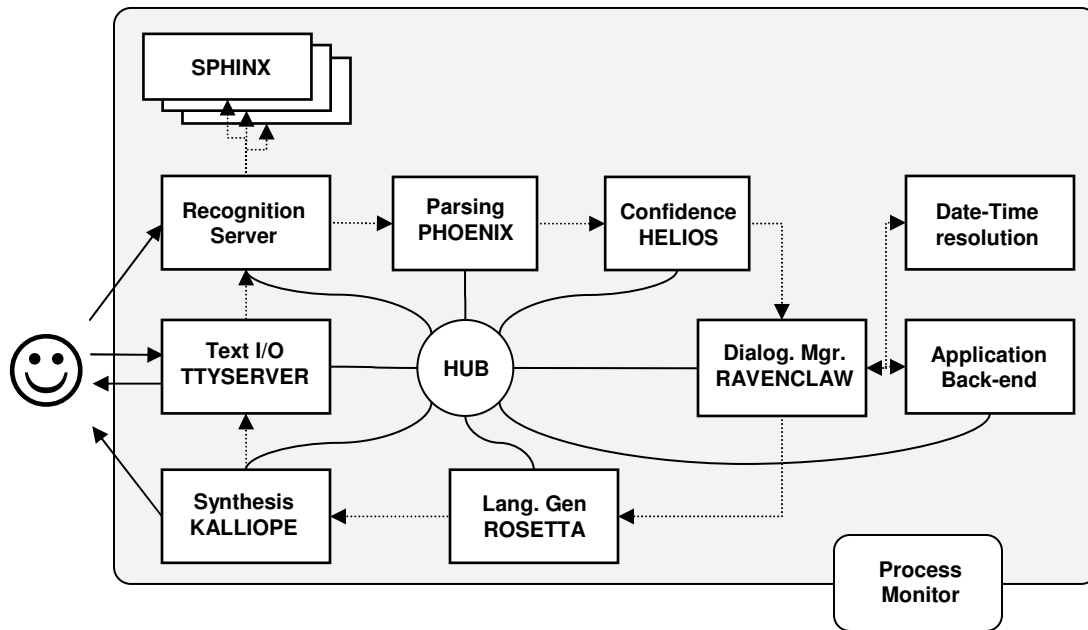 SPHINX
Recognition
Server
Parsing
PHOENIX
Confidence
HELIOS
Date-Time
resolution
Text I/O
TTYSERVER
HUB
Dialog. Mgr.
RAVENCLAW
Application
Back-end
Synthesis
KALLIOPE
Lang. Gen
ROSETTA
Process
Monitor